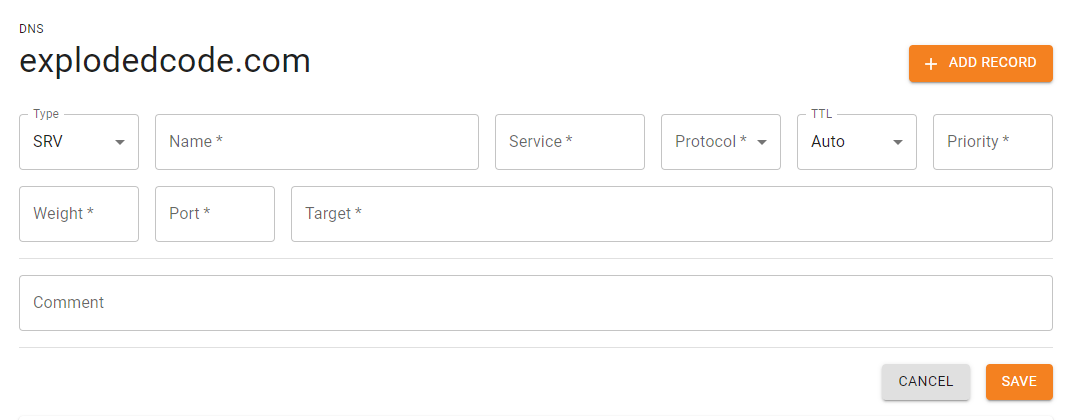 DNS
explodedcode.com
+ ADD RECORD
Type
SRV
Name *
Service *
Protocol *
TTL
Auto
Priority *
Weight *
Port *
Target *
Comment
CANCEL
SAVE